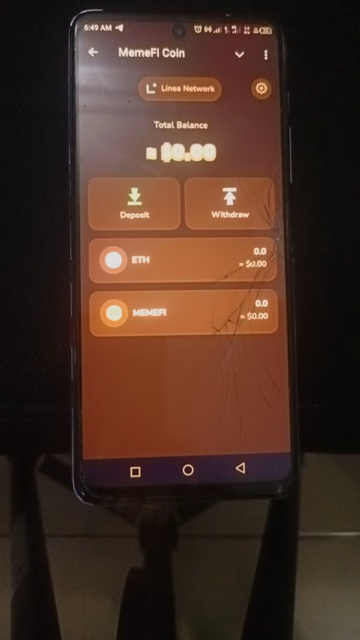 6:49 AM
MemeFi Coin
Linea Network
Total Balance
≈ $0.00
Deposit
Withdraw
ETH
0.0
≈ $0.00
MEMEFI
0.0
≈ $0.00